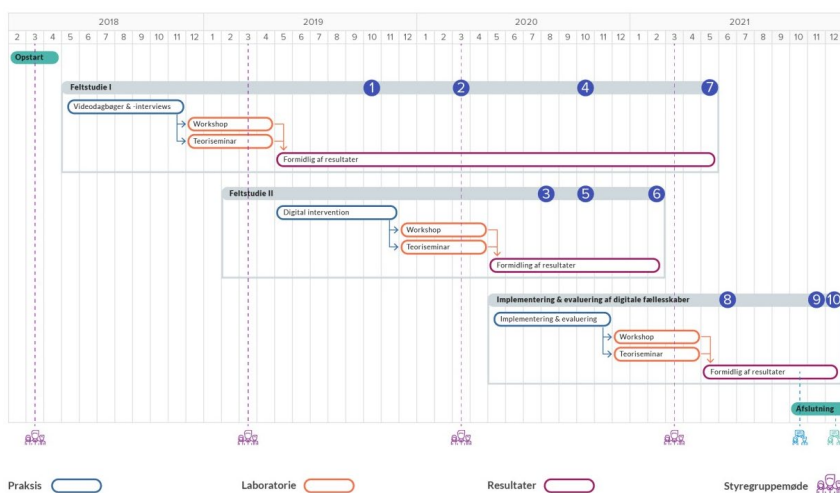 2018 2019 2020 2021
2 3 4 5 6 7 8 9 10 11 12 1 2 3 4 5 6 7 8 9 10 11 12 1 2 3 4 5 6 7 8 9 10 11 12 1 2 3 4 5 6 7 8 9 10 11 12
Opstart
Feltstudie I 1 2 4 7
Videodagbøger & -interviews
Workshop
Teoriseminar
Formidlig af resultater
Feltstudie II 3 5 6
Digital intervention
Workshop
Teoriseminar
Formidling af resultater
Implementering & evaluering af digitale fællesskaber 8 9 10
Implementering & evaluering
Workshop
Teoriseminar
Formidlig af resultater
Afslutning
Praksis Laboratorie Resultater Styregruppemøde